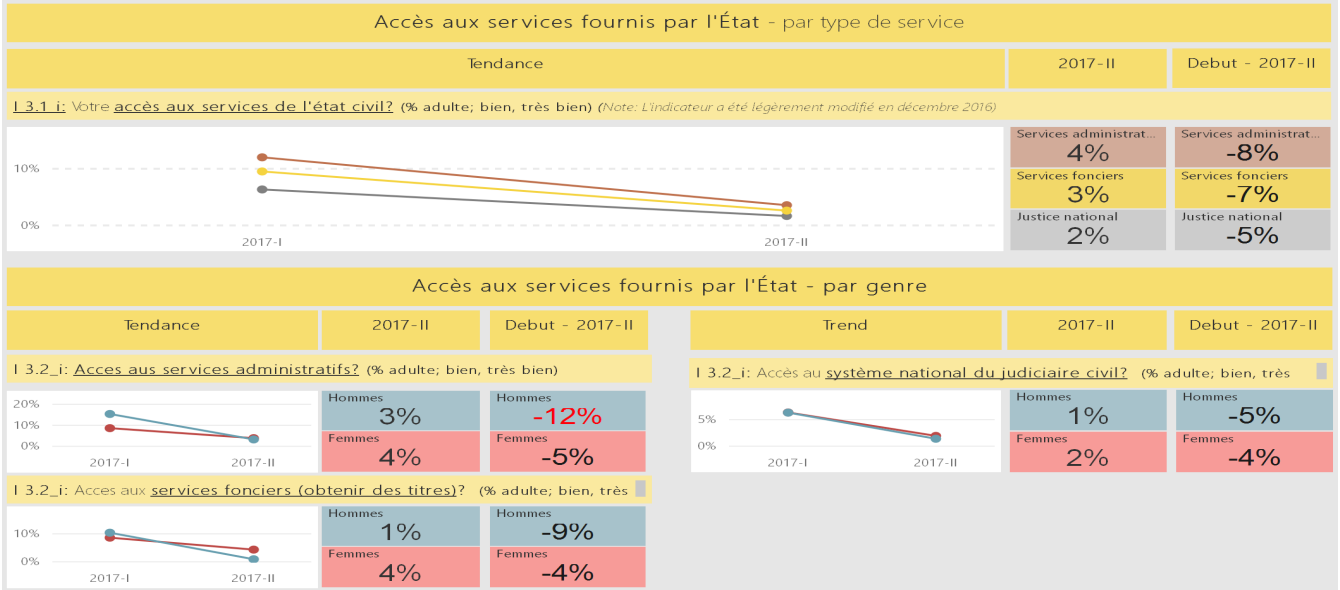 Accès aux services fournis par l'État - par type de service
Tendance
2017-II
Debut - 2017-II
I 3.1_i: Votre accès aux services de l'état civil? (% adulte; bien, très bien) (Note: L'indicateur a été légèrement modifié en décembre 2016)
10%
0%
2017-I
2017-II
Services administrat...
4%
Services administrat...
-8%
Services fonciers
3%
Services fonciers
-7%
Justice national
2%
Justice national
-5%
Accès aux services fournis par l'État - par genre
Tendance
2017-II
Debut - 2017-II
I 3.2_i: Acces aus services administratifs? (% adulte; bien, très bien)
20%
10%
0%
2017-I
2017-II
Hommes
3%
Hommes
-12%
Femmes
4%
Femmes
-5%
I 3.2_i: Acces aux services fonciers (obtenir des titres)? (% adulte; bien, très
10%
0%
2017-I
2017-II
Hommes
1%
Hommes
-9%
Femmes
4%
Femmes
-4%
Trend
2017-II
Debut - 2017-II
I 3.2_i: Accès au système national du judiciaire civil? (% adulte; bien, très
5%
0%
2017-I
2017-II
Hommes
1%
Hommes
-5%
Femmes
2%
Femmes
-4%